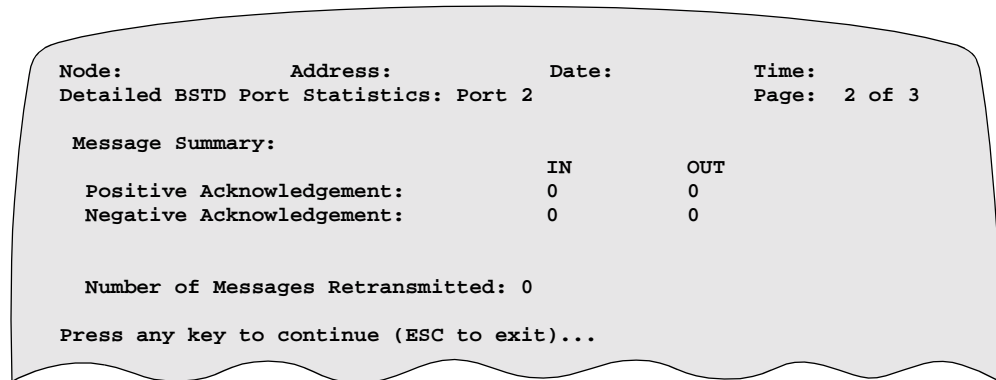 Node: Address: Date: Time:
Detailed BSTD Port Statistics: Port 2 Page: 2 of 3
Message Summary:
IN OUT
Positive Acknowledgement: 0 0
Negative Acknowledgement: 0 0
Number of Messages Retransmitted: 0
Press any key to continue (ESC to exit)...